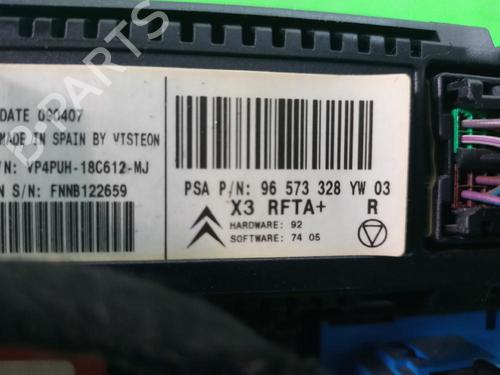 DATE 090407
MADE IN SPAIN BY VISTEON
/N: VP4PUH-18C612-MJ
N S/N: FNNB122659
PSA P/N: 96 573 328 YW 03
X3 RFTA+ R
HARDWARE: 92
SOFTWARE: 74 05
B-PARTS